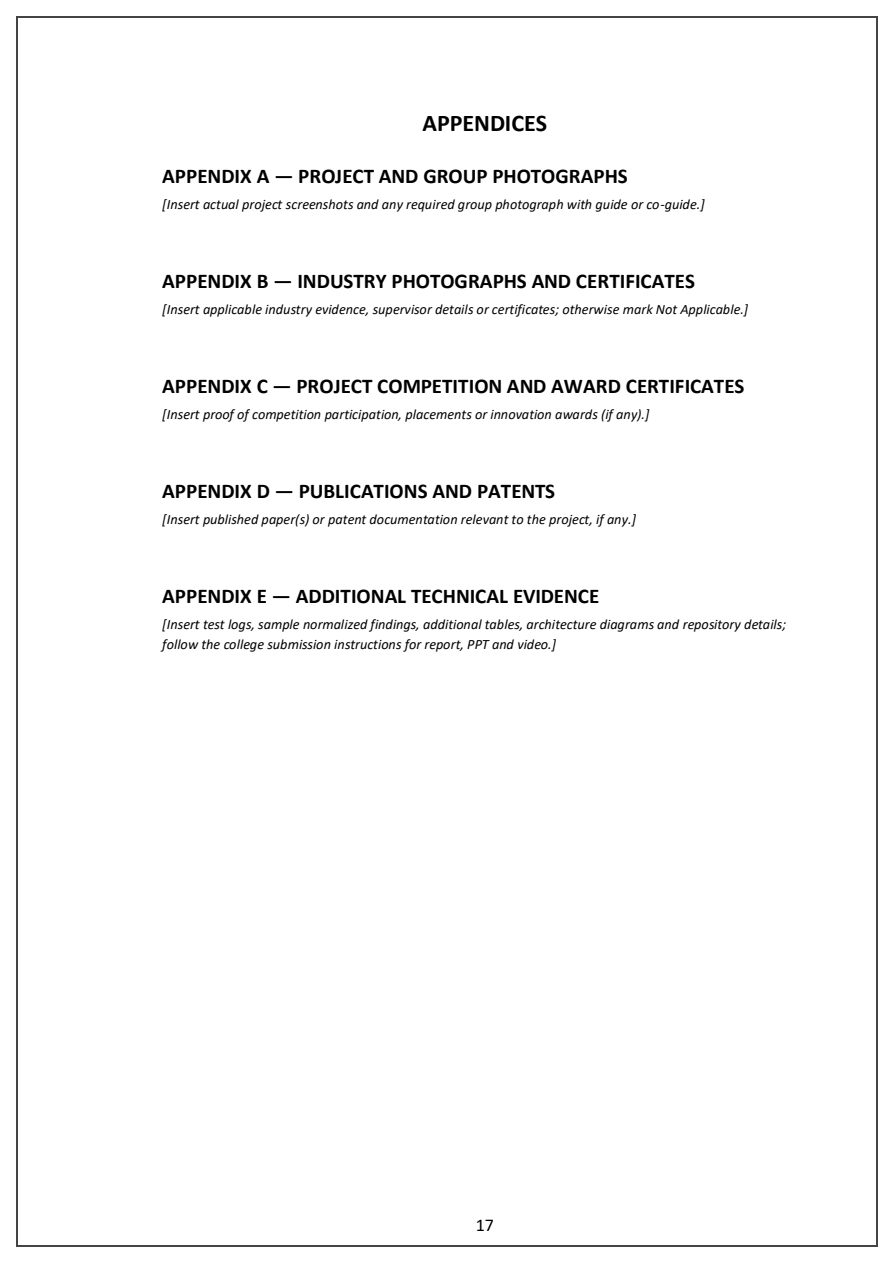 APPENDICES
APPENDIX A — PROJECT AND GROUP PHOTOGRAPHS
[Insert actual project screenshots and any required group photograph with guide or co-guide.]
APPENDIX B — INDUSTRY PHOTOGRAPHS AND CERTIFICATES
[Insert applicable industry evidence, supervisor details or certificates; otherwise mark Not Applicable.]
APPENDIX C — PROJECT COMPETITION AND AWARD CERTIFICATES
[Insert proof of competition participation, placements or innovation awards (if any).]
APPENDIX D — PUBLICATIONS AND PATENTS
[Insert published paper(s) or patent documentation relevant to the project, if any.]
APPENDIX E — ADDITIONAL TECHNICAL EVIDENCE
[Insert test logs, sample normalized findings, additional tables, architecture diagrams and repository details;
follow the college submission instructions for report, PPT and video.]
17